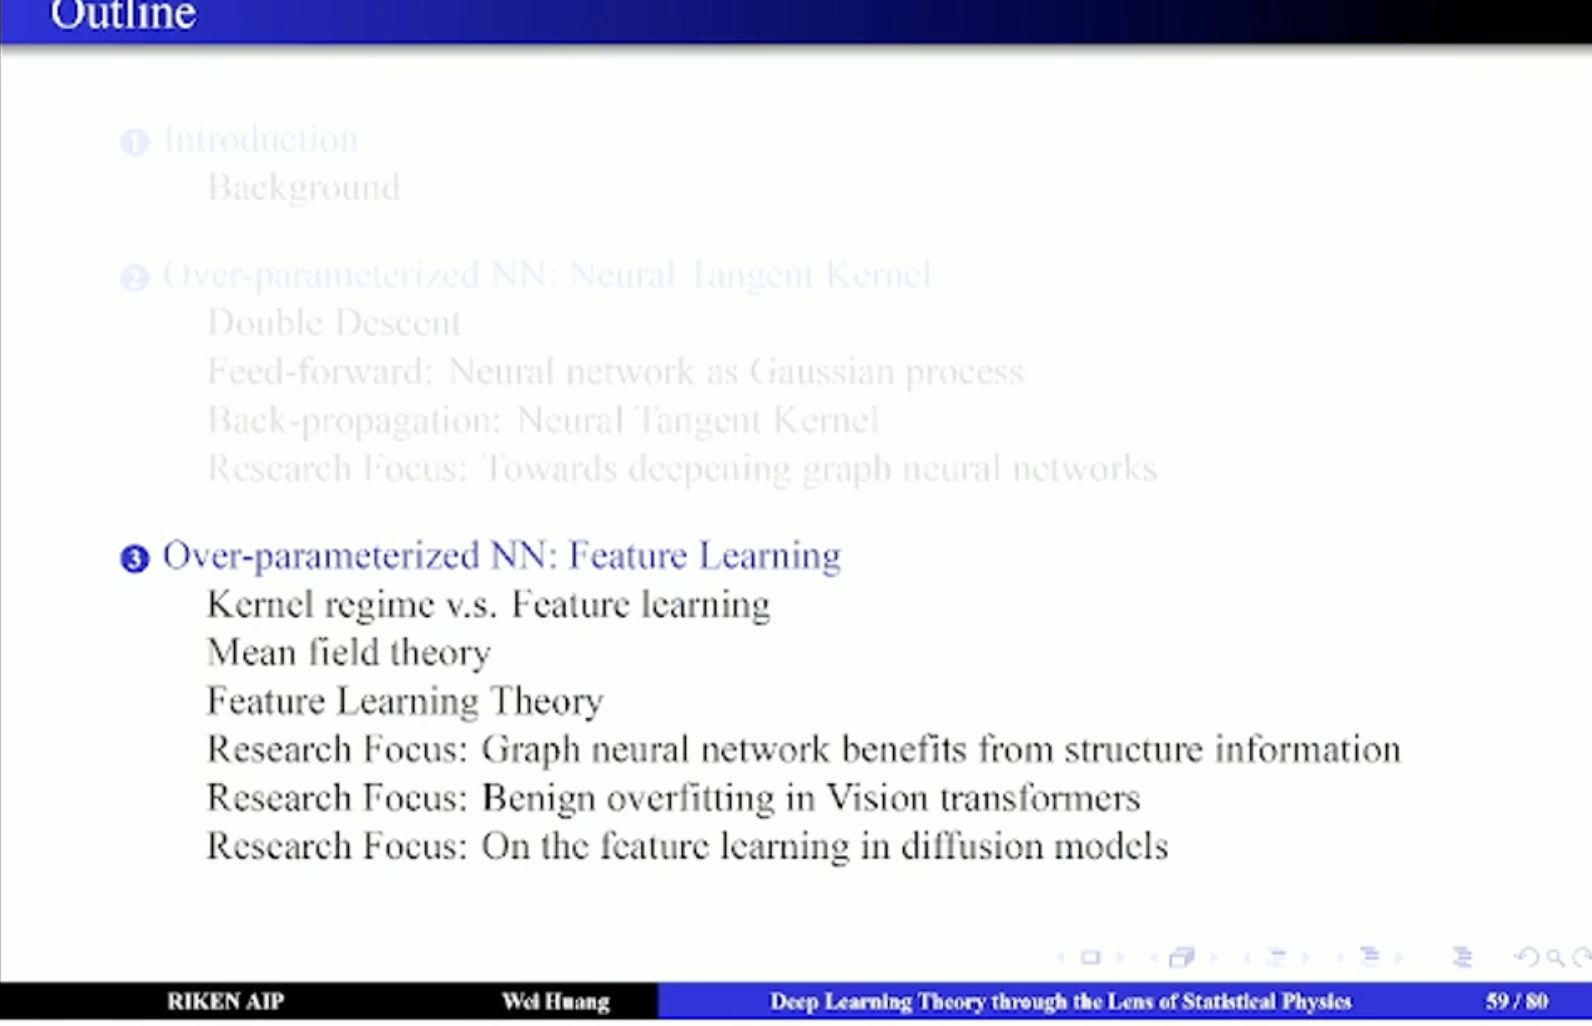 Outline
1 Introduction
Background
2 Over-parameterized NN: Neural Tangent Kernel
Double Descent
Feed-forward: Neural network as Gaussian process
Back-propagation: Neural Tangent Kernel
Research Focus: Towards deepening graph neural networks
3 Over-parameterized NN: Feature Learning
Kernel regime v.s. Feature learning
Mean field theory
Feature Learning Theory
Research Focus: Graph neural network benefits from structure information
Research Focus: Benign overfitting in Vision transformers
Research Focus: On the feature learning in diffusion models
RIKEN AIP Wei Huang Deep Learning Theory through the Lens of Statistical Physics 59 / 80